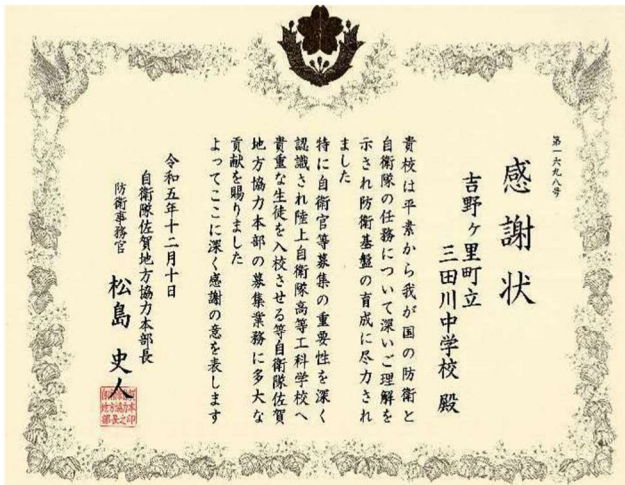 第一六九八号
感謝状
吉野ヶ里町立
三田川中学校 殿
貴校は平素から我が国の防衛と
自衛隊の任務について深いご理解を
示され防衛基盤の育成に尽力され
ました
特に自衛官等募集の重要性を深く
認識され陸上自衛隊高等工科学校へ
貴重な生徒を入校させる等自衛隊佐賀
地方協力本部の募集業務に多大な
貢献を賜りました
よってここに深く感謝の意を表します
令和五年十二月十日
自衛隊佐賀地方協力本部長
防衛事務官 松島 史人